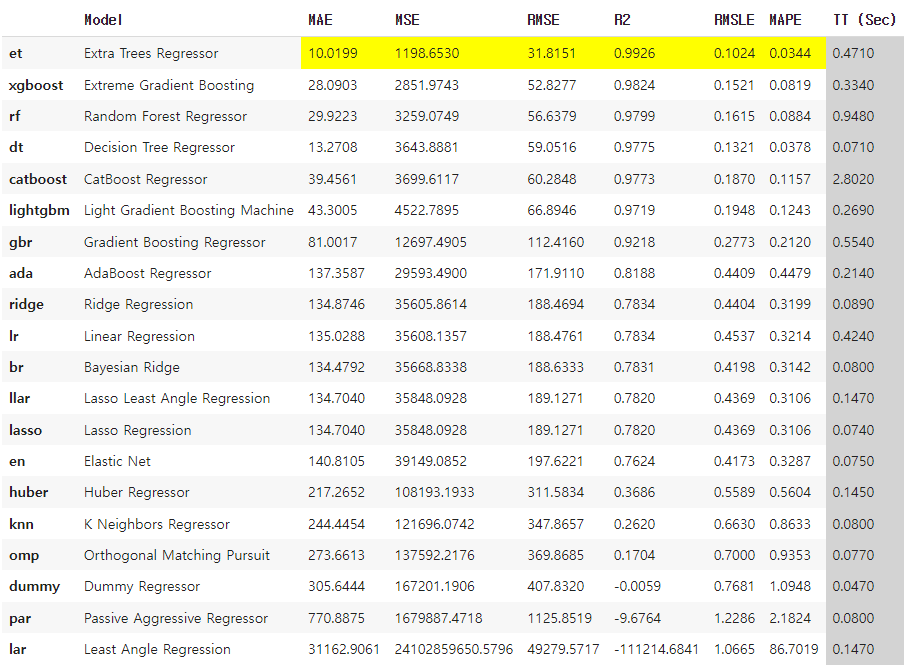 Model MAE MSE RMSE R2 RMSLE MAPE TT (Sec)
et Extra Trees Regressor 10.0199 1198.6530 31.8151 0.9926 0.1024 0.0344 0.4710
xgboost Extreme Gradient Boosting 28.0903 2851.9743 52.8277 0.9824 0.1521 0.0819 0.3340
rf Random Forest Regressor 29.9223 3259.0749 56.6379 0.9799 0.1615 0.0884 0.9480
dt Decision Tree Regressor 13.2708 3643.8881 59.0516 0.9775 0.1321 0.0378 0.0710
catboost CatBoost Regressor 39.4561 3699.6117 60.2848 0.9773 0.1870 0.1157 2.8020
lightgbm Light Gradient Boosting Machine 43.3005 4522.7895 66.8946 0.9719 0.1948 0.1243 0.2690
gbr Gradient Boosting Regressor 81.0017 12697.4905 112.4160 0.9218 0.2773 0.2120 0.5540
ada AdaBoost Regressor 137.3587 29593.4900 171.9110 0.8188 0.4409 0.4479 0.2140
ridge Ridge Regression 134.8746 35605.8614 188.4694 0.7834 0.4404 0.3199 0.0890
lr Linear Regression 135.0288 35608.1357 188.4761 0.7834 0.4537 0.3214 0.4240
br Bayesian Ridge 134.4792 35668.8338 188.6333 0.7831 0.4198 0.3142 0.0800
llar Lasso Least Angle Regression 134.7040 35848.0928 189.1271 0.7820 0.4369 0.3106 0.1470
lasso Lasso Regression 134.7040 35848.0928 189.1271 0.7820 0.4369 0.3106 0.0740
en Elastic Net 140.8105 39149.0852 197.6221 0.7624 0.4173 0.3287 0.0750
huber Huber Regressor 217.2652 108193.1933 311.5834 0.3686 0.5589 0.5604 0.1450
knn K Neighbors Regressor 244.4454 121696.0742 347.8657 0.2620 0.6630 0.8633 0.0800
omp Orthogonal Matching Pursuit 273.6613 137592.2176 369.8685 0.1704 0.7000 0.9353 0.0770
dummy Dummy Regressor 305.6444 167201.1906 407.8320 -0.0059 0.7681 1.0948 0.0470
par Passive Aggressive Regressor 770.8875 1679887.4718 1125.8519 -9.6764 1.2286 2.1824 0.0800
lar Least Angle Regression 31162.9061 24102859650.5796 49279.5717 -111214.6841 1.0665 86.7019 0.1470